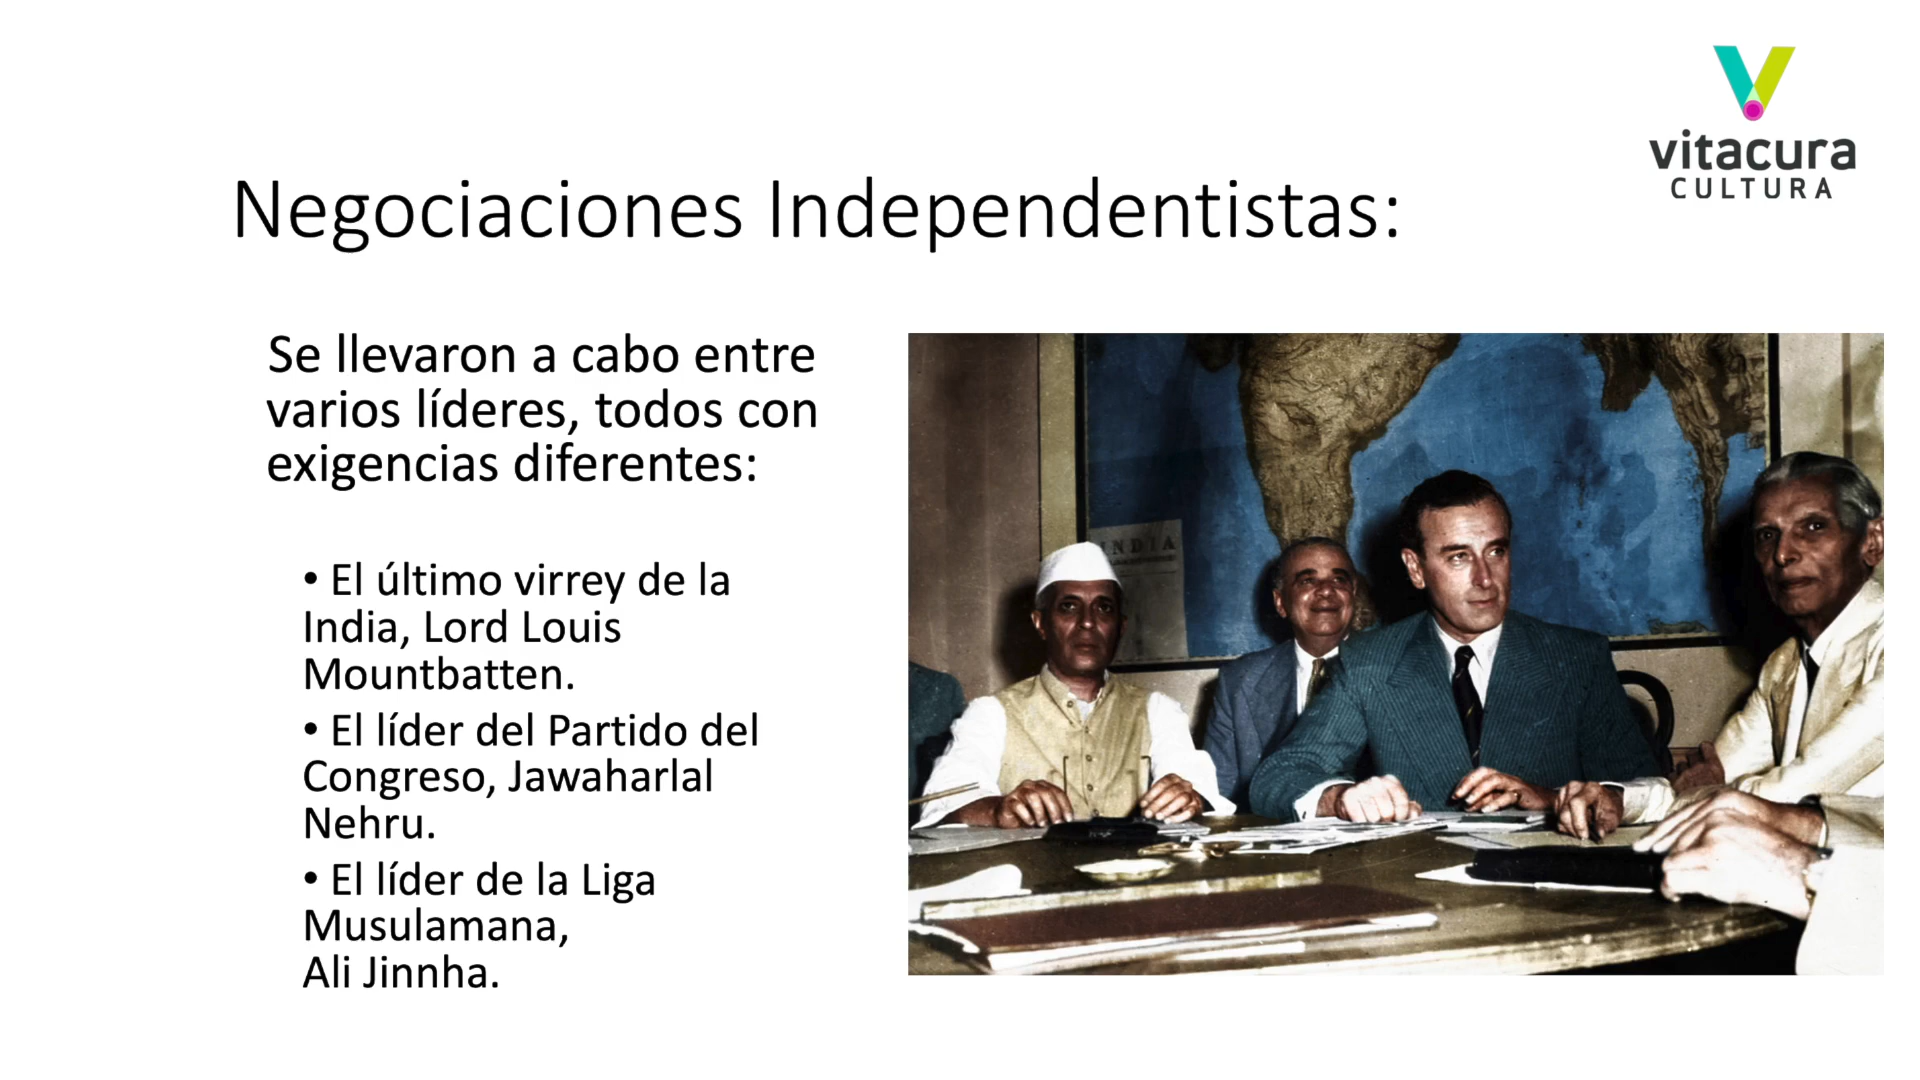 vitacura
CULTURA
Negociaciones Independentistas:
Se llevaron a cabo entre
varios líderes, todos con
exigencias diferentes:
• El último virrey de la
India, Lord Louis
Mountbatten.
• El líder del Partido del
Congreso, Jawaharlal
Nehru.
• El líder de la Liga
Musulamana,
Ali Jinnha.
INDIA